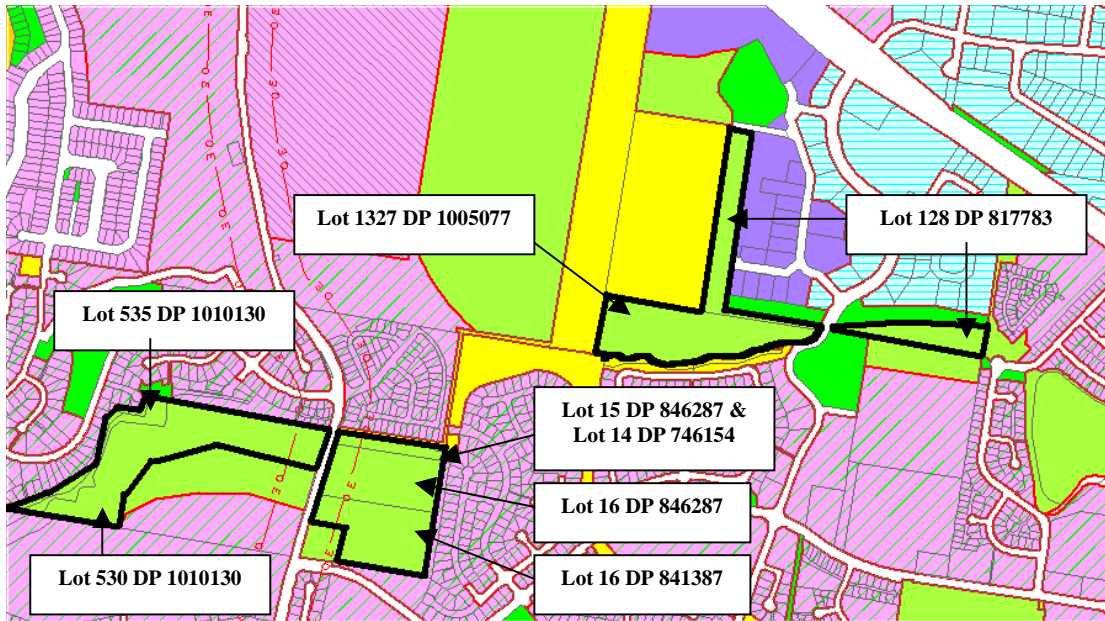 Lot 1327 DP 1005077
Lot 128 DP 817783
Lot 535 DP 1010130
Lot 15 DP 846287 &
Lot 14 DP 746154
Lot 16 DP 846287
Lot 530 DP 1010130
Lot 16 DP 841387